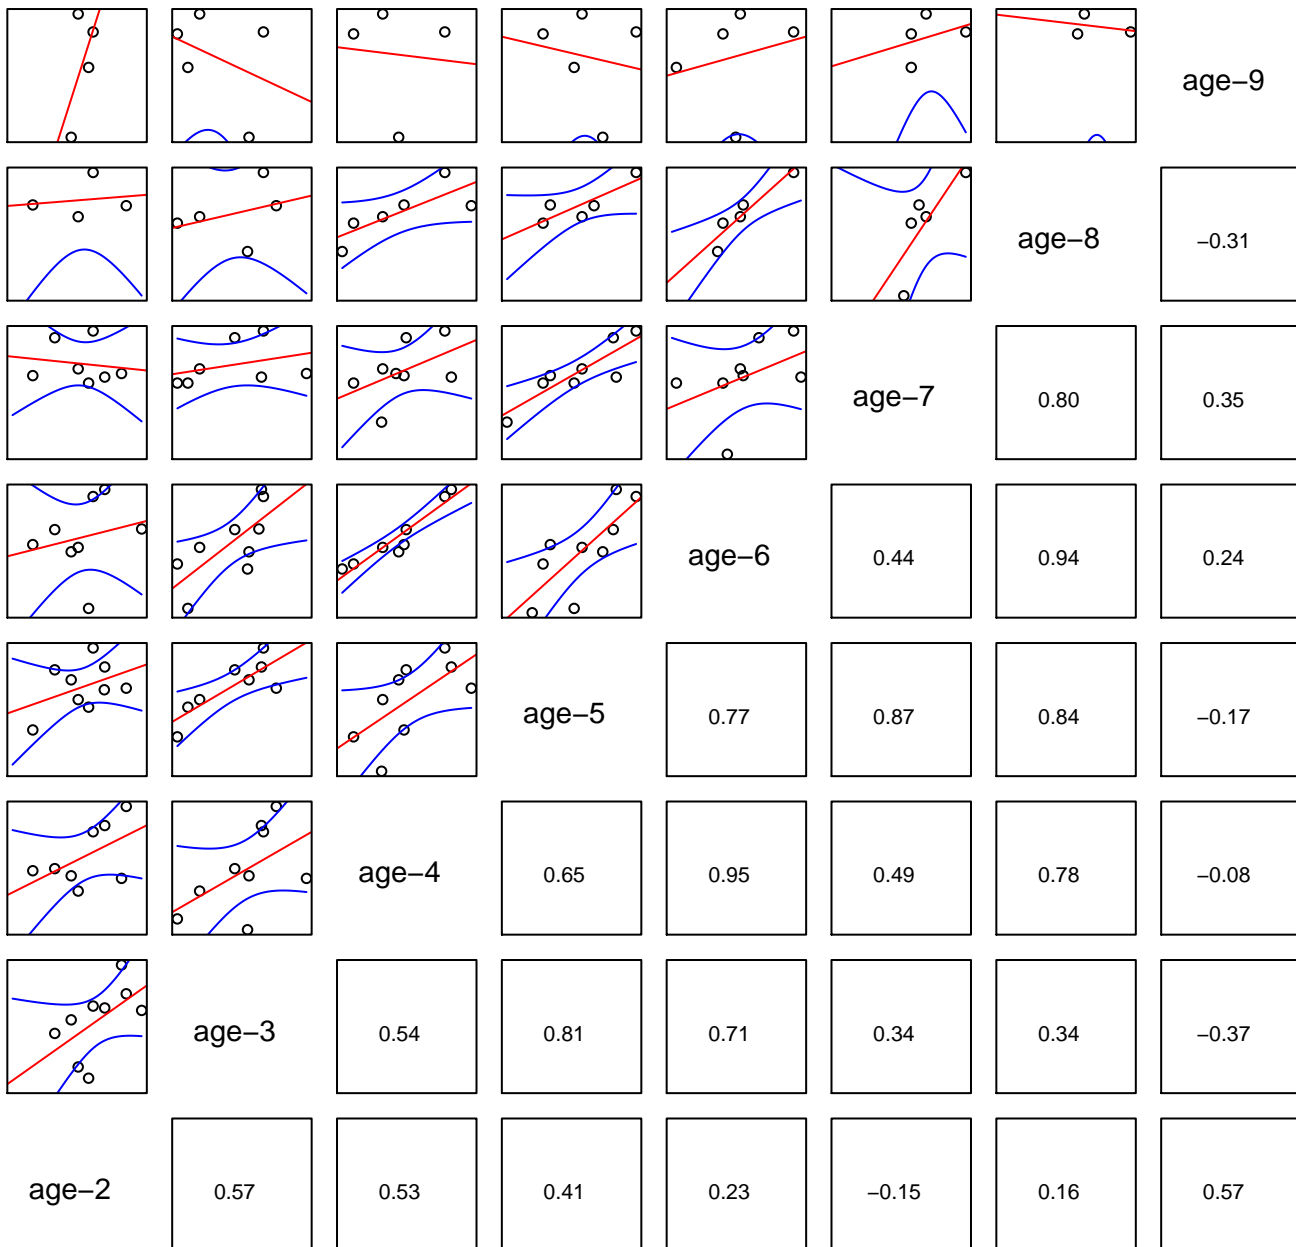 age−9
age−8 −0.31
age−7 0.80 0.35
age−6 0.44 0.94 0.24
age−5 0.77 0.87 0.84 −0.17
age−4 0.65 0.95 0.49 0.78 −0.08
age−3 0.54 0.81 0.71 0.34 0.34 −0.37
age−2 0.57 0.53 0.41 0.23 −0.15 0.16 0.57